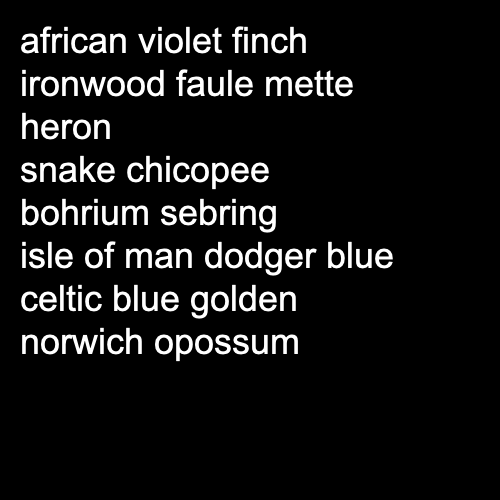 african violet finch
ironwood faule mette
heron
snake chicopee
bohrium sebring
isle of man dodger blue
celtic blue golden
norwich opossum